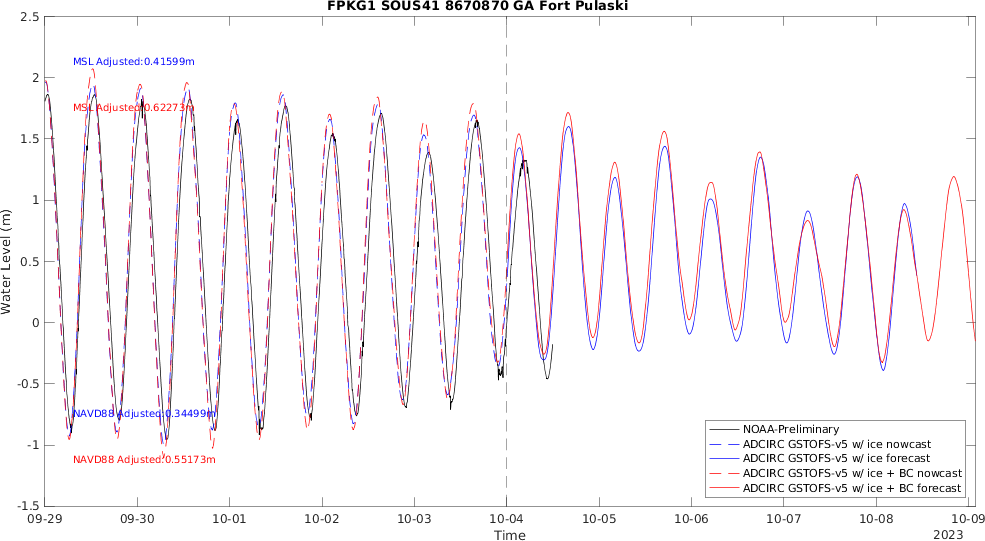 FPKG1 SOUS41 8670870 GA Fort Pulaski
2.5
2
1.5
1
0.5
0
-0.5
-1
-1.5
Water Level (m)
MSL Adjusted:0.41599m
MSL Adjusted:0.62273m
NAVD88 Adjusted:0.34499m
NAVD88 Adjusted:0.55173m
NOAA-Preliminary
ADCIRC GSTOFS-v5 w/ ice nowcast
ADCIRC GSTOFS-v5 w/ ice forecast
ADCIRC GSTOFS-v5 w/ ice + BC nowcast
ADCIRC GSTOFS-v5 w/ ice + BC forecast
09-29 09-30 10-01 10-02 10-03 10-04 10-05 10-06 10-07 10-08 10-09
Time
2023